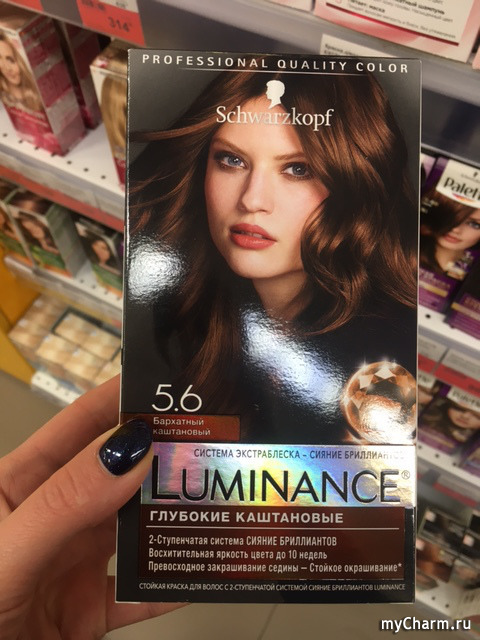 314
PROFESSIONAL QUALITY COLOR
Schwarzkopf
Palette
5.6
Бархатный
каштановый
СИСТЕМА ЭКСТРАБЛЕСКА – СИЯНИЕ БРИЛЛИАНТОВ
LUMINANCE®
ГЛУБОКИЕ КАШТАНОВЫЕ
2-Ступенчатая система СИЯНИЕ БРИЛЛИАНТОВ
Восхитительная яркость цвета до 10 недель
Превосходное закрашивание седины – Стойкое окрашивание*
СТОЙКАЯ КРАСКА ДЛЯ ВОЛОС С 2-СТУПЕНЧАТОЙ СИСТЕМОЙ СИЯНИЕ БРИЛЛИАНТОВ LUMINANCE
myCharm.ru